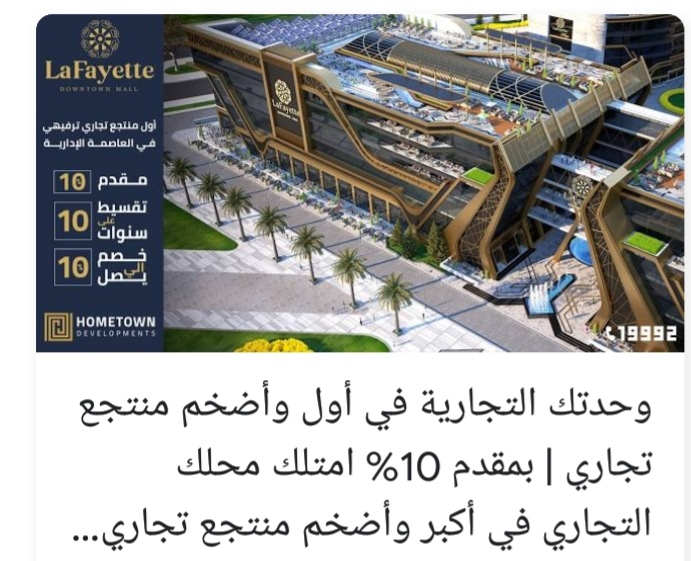 LaFayette
DOWNTOWN MALL
أول منتجع تجاري ترفيهي
في العاصمة الإدارية
مقدم 10%
تقسيط
على 10
سنوات
خصم
يصل إلى 10%
HOMETOWN
DEVELOPMENTS
LaFayette
19992
وحدتك التجارية في أول وأضخم منتجع
تجاري | بمقدم 10% امتلك محلك
التجاري في أكبر وأضخم منتجع تجاري...